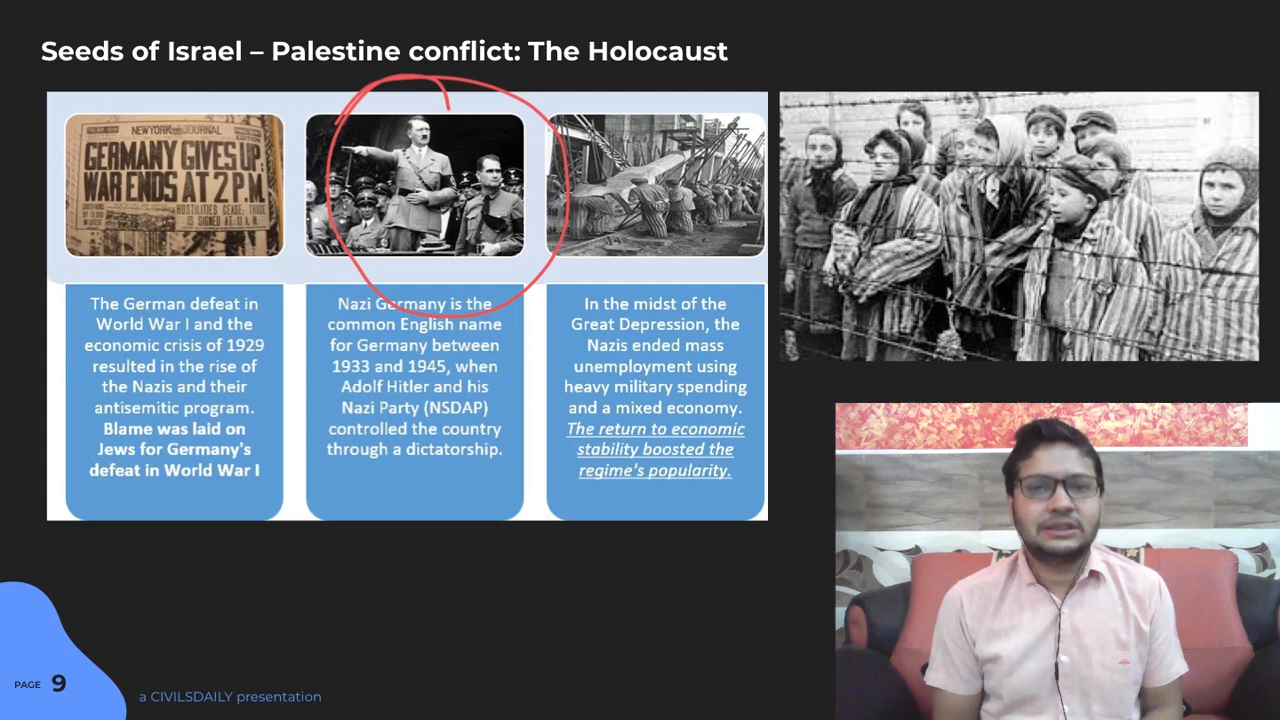 Seeds of Israel – Palestine conflict: The Holocaust
NEW YORK JOURNAL
GERMANY GIVES UP;
WAR ENDS AT 2 P.M.
HOSTILITIES CEASE; TRUCE
IS SIGNED AT 11 A.M.
The German defeat in
World War I and the
economic crisis of 1929
resulted in the rise of
the Nazis and their
antisemitic program.
Blame was laid on
Jews for Germany's
defeat in World War I
Nazi Germany is the
common English name
for Germany between
1933 and 1945, when
Adolf Hitler and his
Nazi Party (NSDAP)
controlled the country
through a dictatorship.
In the midst of the
Great Depression, the
Nazis ended mass
unemployment using
heavy military spending
and a mixed economy.
The return to economic
stability boosted the
regime's popularity.
PAGE 9
a CIVILSDAILY presentation